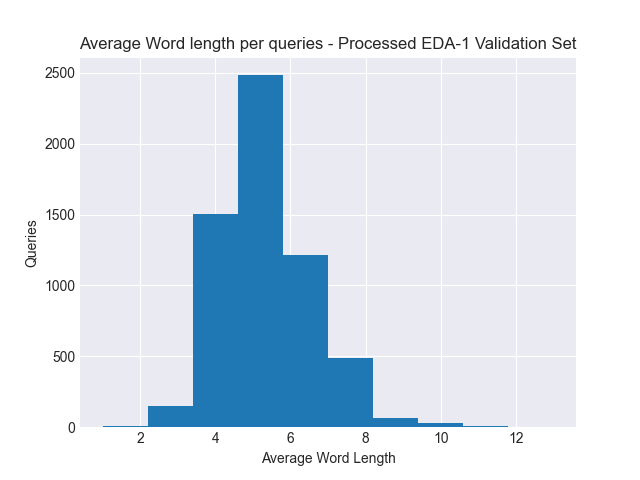 Average Word length per queries - Processed EDA-1 Validation Set
2500
2000
1500
1000
500
0
Queries
2 4 6 8 10 12
Average Word Length